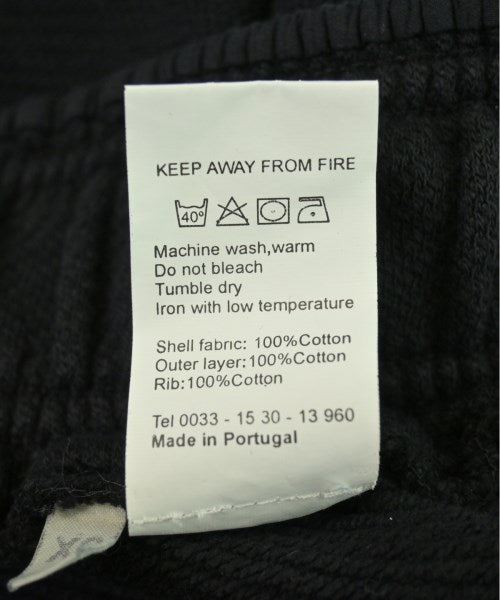 KEEP AWAY FROM FIRE
40°
Machine wash,warm
Do not bleach
Tumble dry
Iron with low temperature
Shell fabric: 100%Cotton
Outer layer:100%Cotton
Rib:100%Cotton
Tel 0033 - 15 30 - 13 960
Made in Portugal